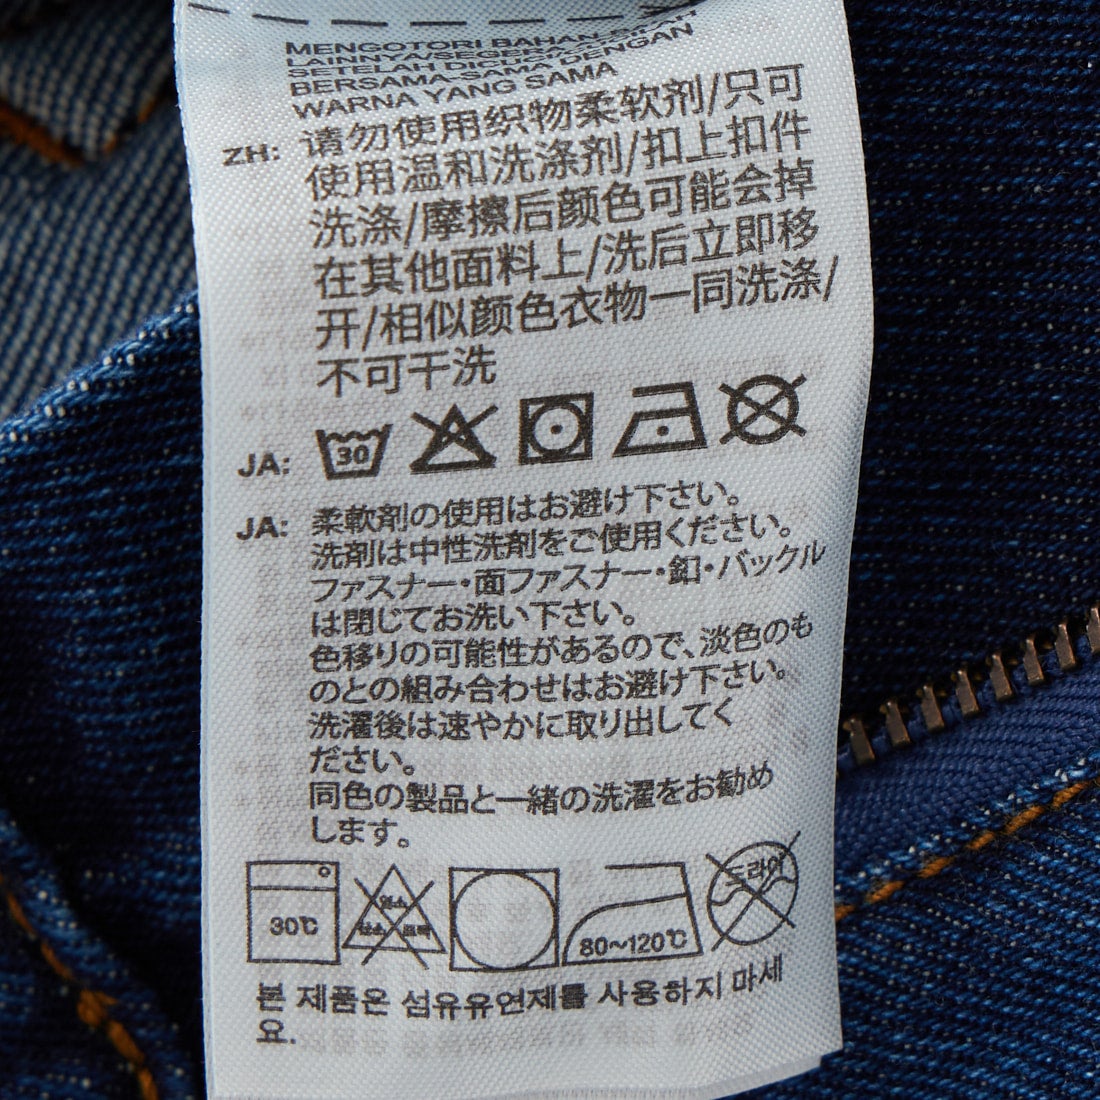 MENGOTORI BAHAN
LAINNYA/SEGERA
SETELAH DICUCI DENGAN
BERSAMA-SAMA DENGAN
WARNA YANG SAMA
ZH: 请勿使用织物柔软剂/只可
使用温和洗涤剂/扣上扣件
洗涤/摩擦后颜色可能会掉
在其他面料上/洗后立即移
开/相似颜色衣物一同洗涤/
不可干洗
30
JA:
JA: 柔軟剤の使用はお避け下さい。
洗剤は中性洗剤をご使用ください。
ファスナー・面ファスナー・釦・バックル
は閉じてお洗い下さい。
色移りの可能性があるので、淡色のも
のとの組み合わせはお避け下さい。
洗濯後は速やかに取り出してく
ださい。
同色の製品と一緒の洗濯をお勧め
します。
30℃
염소
산소 표백
80~120℃
드라이
본 제품은 섬유유연제를 사용하지 마세
요.